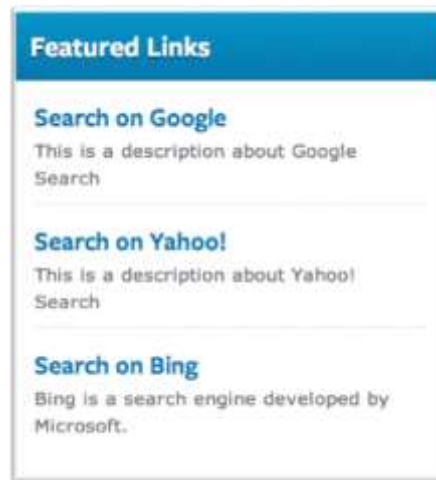 Featured Links
Search on Google
This is a description about Google
Search
Search on Yahoo!
This is a description about Yahoo!
Search
Search on Bing
Bing is a search engine developed by
Microsoft.